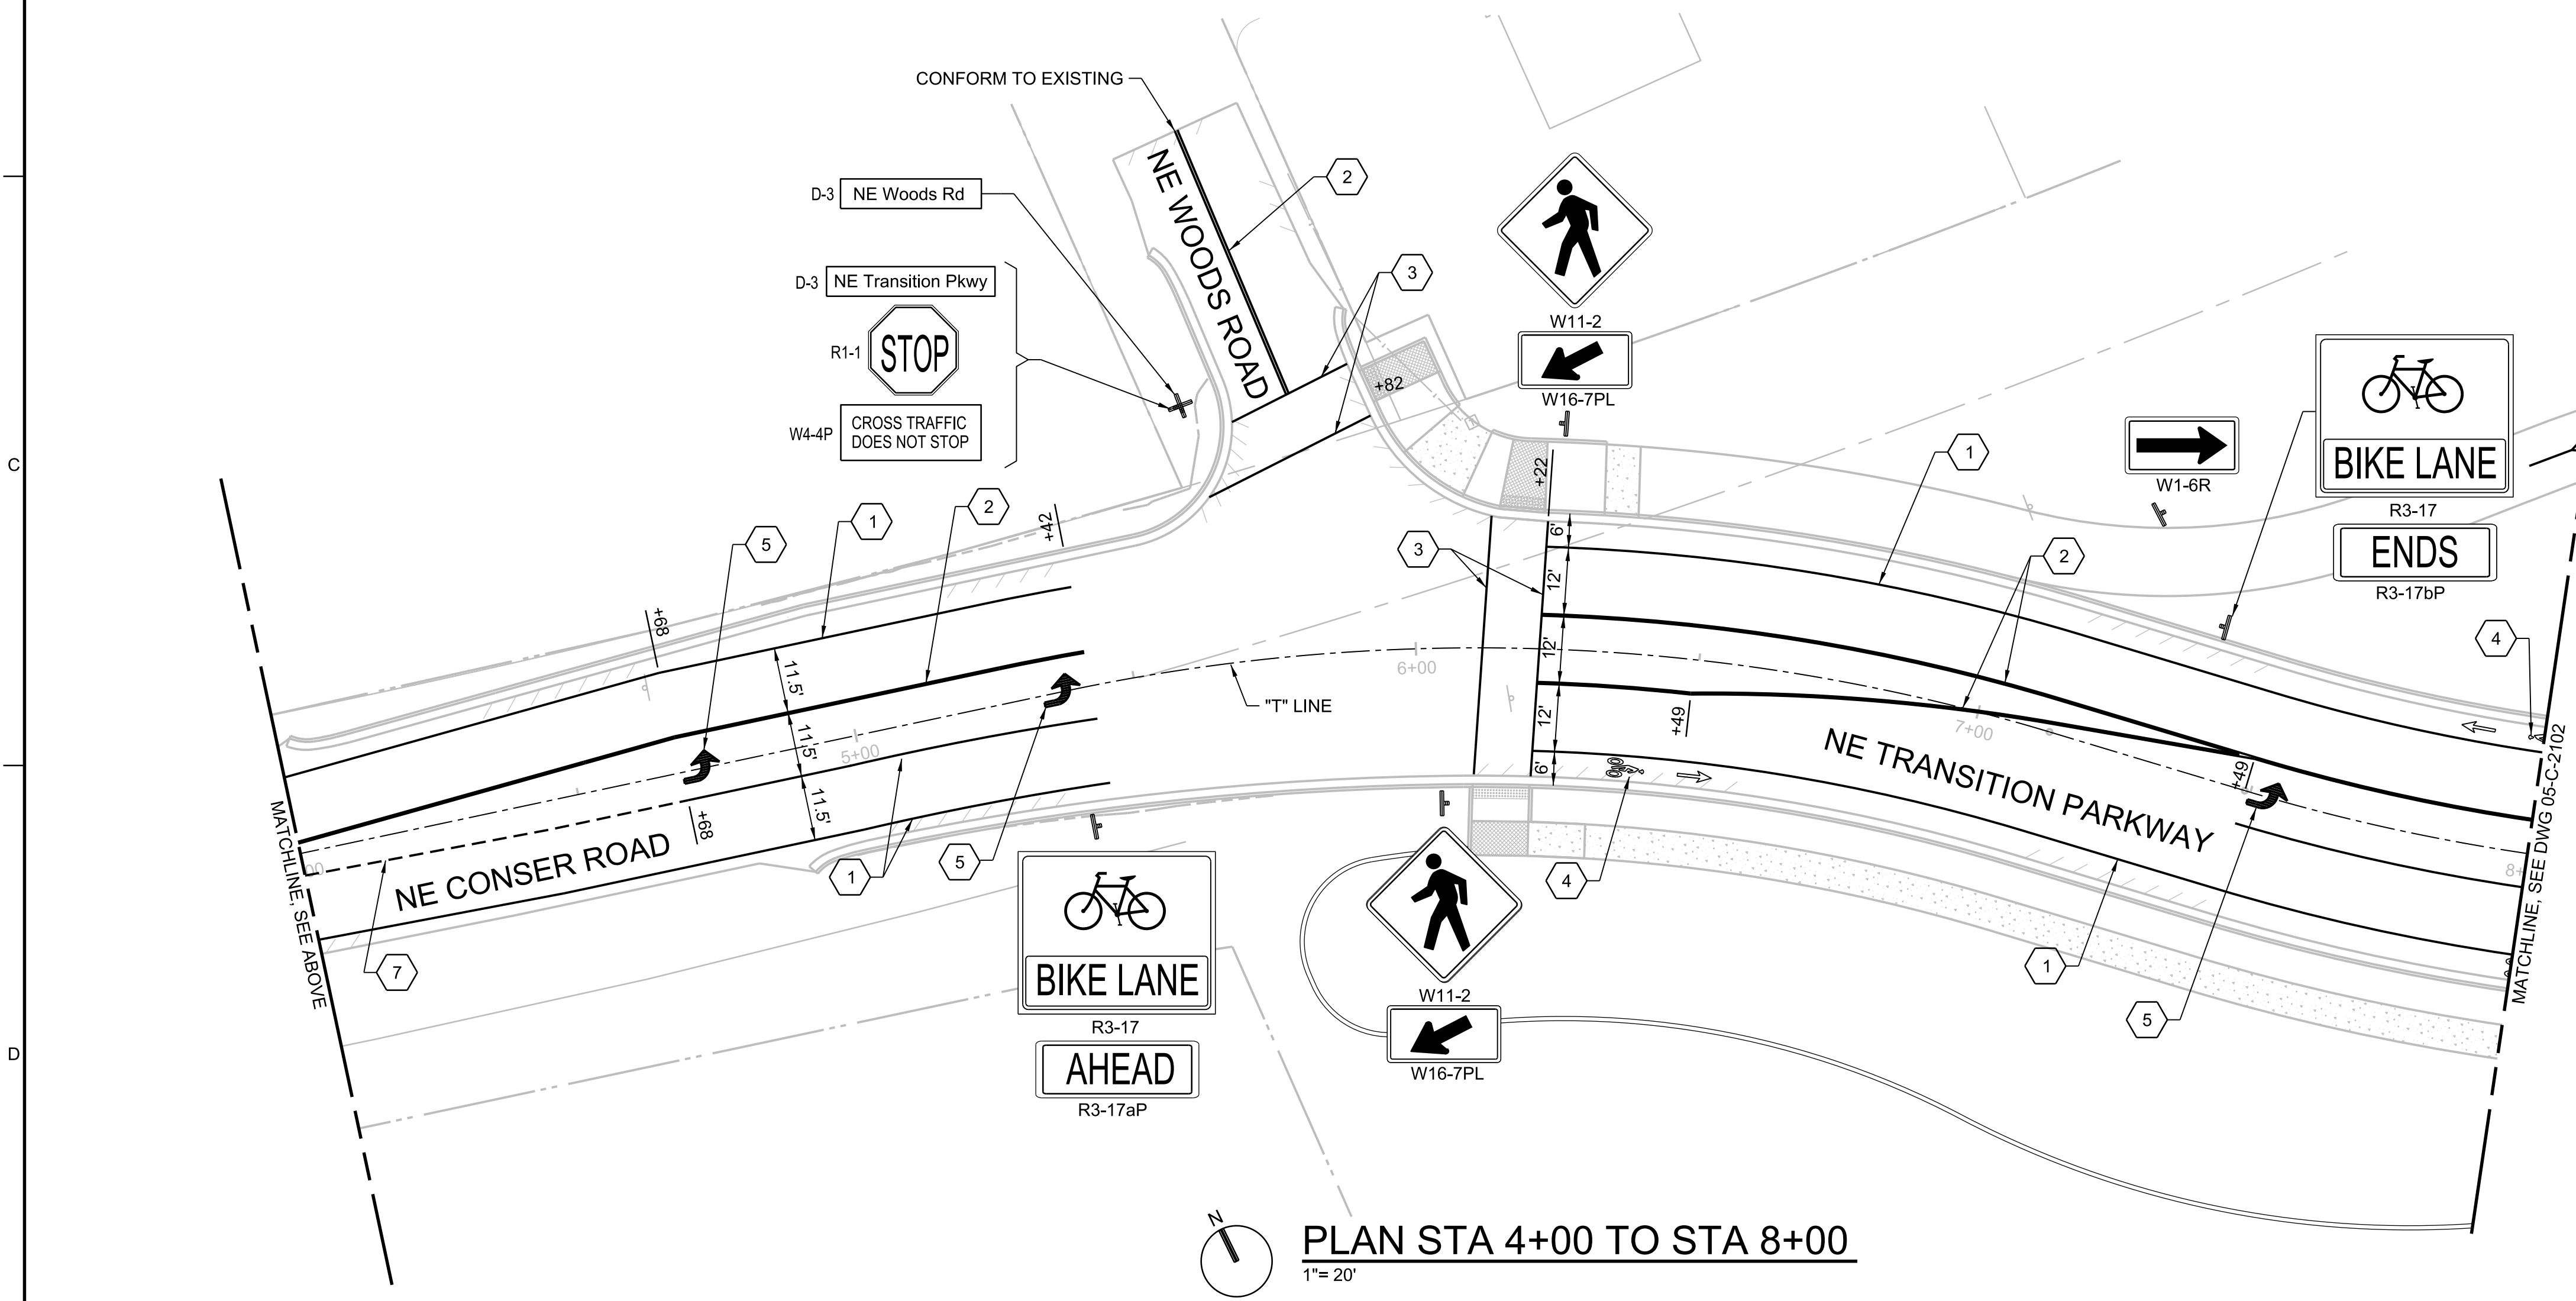 CONFORM TO EXISTING
NE WOODS ROAD
2
D-3
NE Woods Rd
D-3
NE Transition Pkwy
R1-1
STOP
W4-4P
CROSS TRAFFIC
DOES NOT STOP
3
W11-2
W16-7PL
+82
+22
1
W1-6R
BIKE LANE
R3-17
ENDS
R3-17bP
C
5
1
2
+42
3
6'
12'
12'
12'
6'
2
4
+68
11.5'
11.5'
11.5'
5+00
6+00
"T" LINE
+49
7+00
NE TRANSITION PARKWAY
+49
8+
MATCHLINE, SEE DWG 05-C-2102
MATCHLINE, SEE ABOVE
00
NE CONSER ROAD
+68
7
1
5
4
1
5
BIKE LANE
R3-17
AHEAD
R3-17aP
W11-2
W16-7PL
D
N
PLAN STA 4+00 TO STA 8+00
1"= 20'